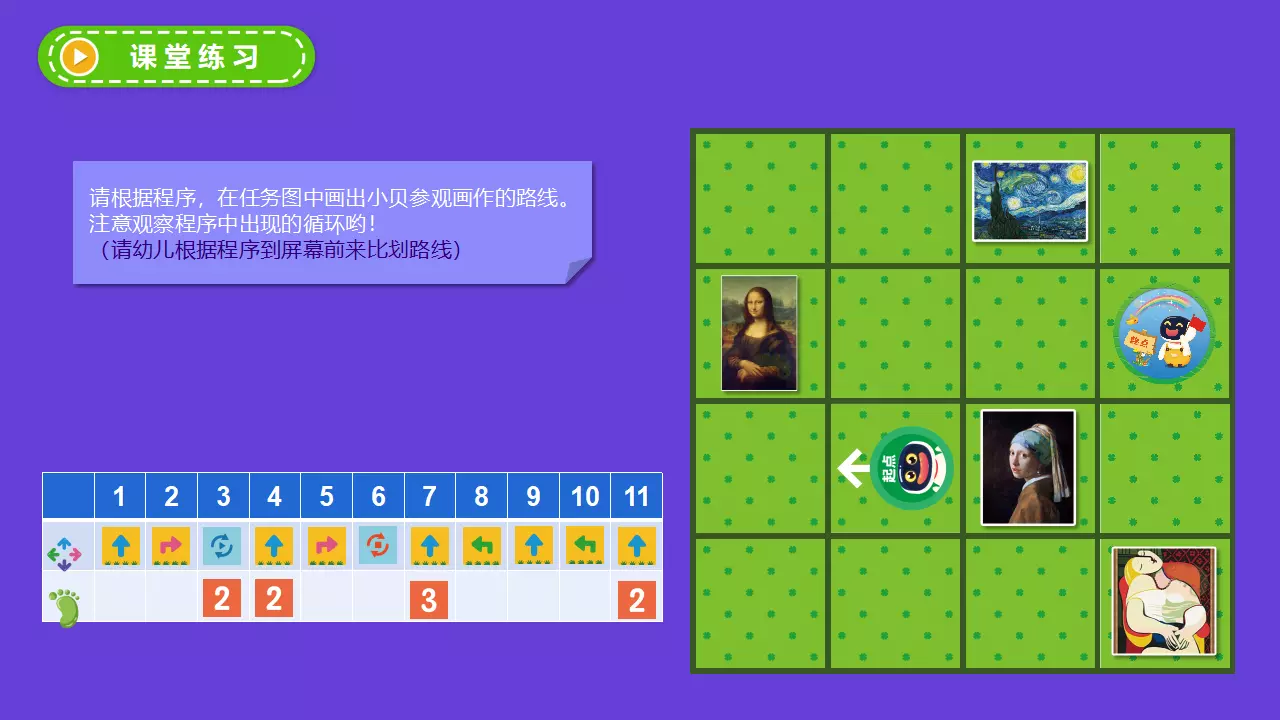 课堂练习
请根据程序，在任务图中画出小贝参观画作的路线。
注意观察程序中出现的循环哟！
（请幼儿根据程序到屏幕前来比划路线）
1 2 3 4 5 6 7 8 9 10 11
2 2 3 2
终点
起点